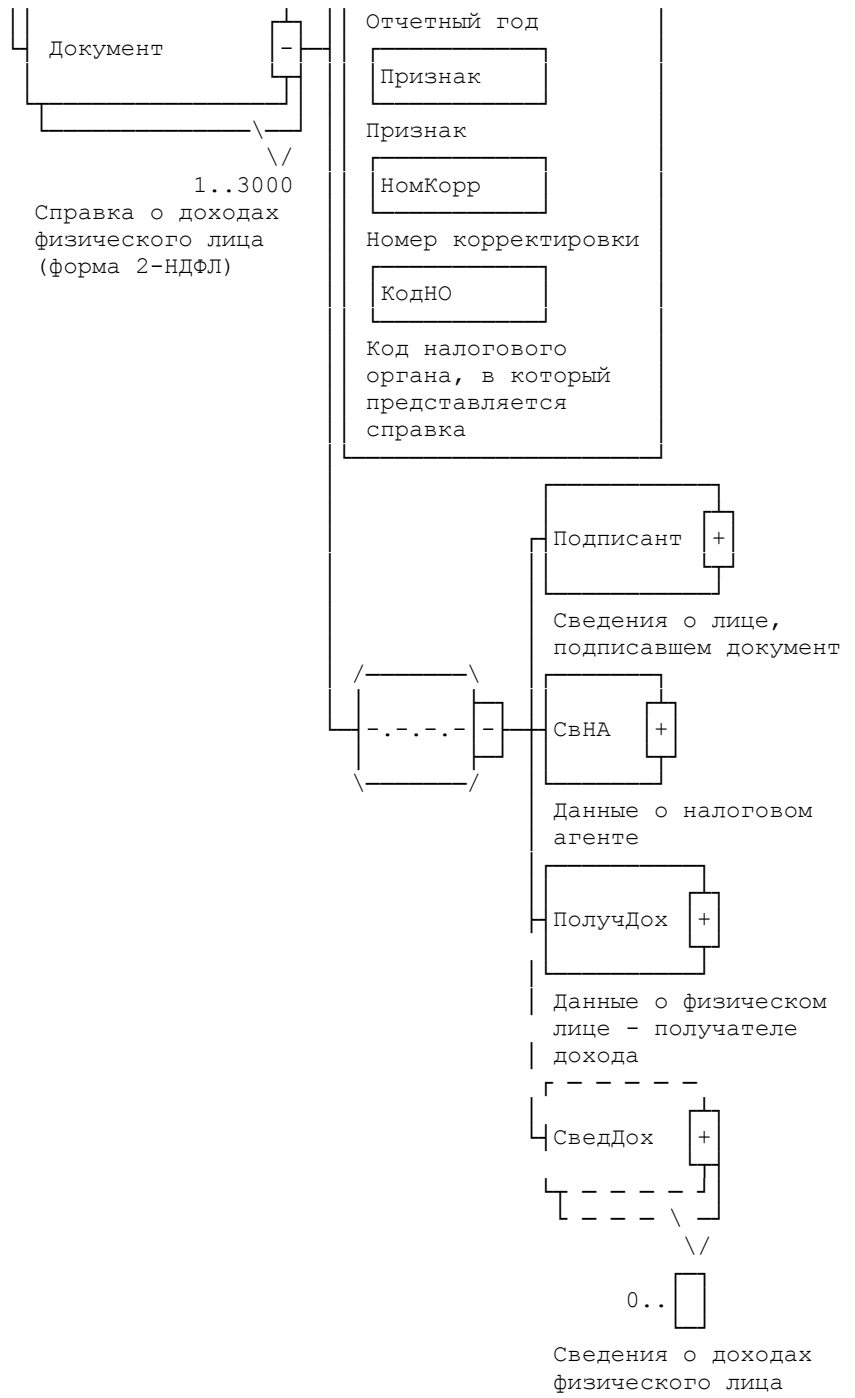 Отчетный год
Документ
-
Признак
Признак
1..3000
НомКорр
Справка о доходах
физического лица
(форма 2-НДФЛ)
Номер корректировки
КодНО
Код налогового
органа, в который
представляется
справка
Подписант +
Сведения о лице,
подписавшем документ
-.-.-.- -
СвНА +
Данные о налоговом
агенте
ПолучДох +
Данные о физическом
лице - получателе
дохода
СведДох +
0..
Сведения о доходах
физического лица